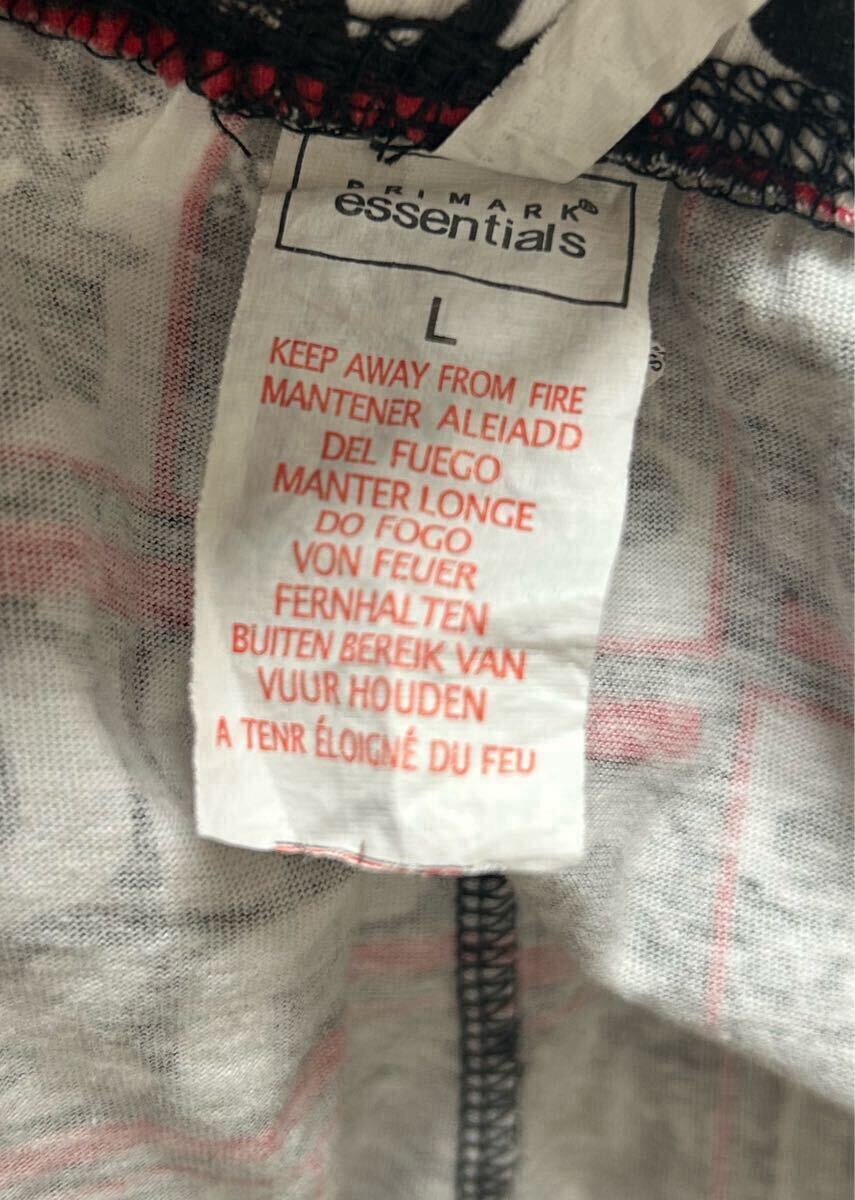 PRIMARK®
essentials
L
KEEP AWAY FROM FIRE
MANTENER ALEIADD
DEL FUEGO
MANTER LONGE
DO FOGO
VON FEUER
FERNHALTEN
BUITEN BEREIK VAN
VUUR HOUDEN
A TENR ÉLOIGNÉ DU FEU